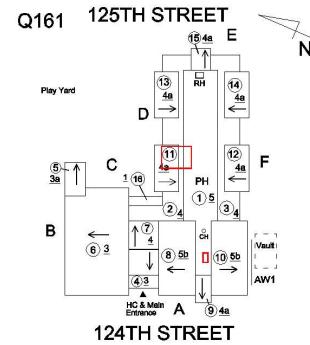 Q161
125TH STREET
N
E
15 4a
RH
Play Yard
13
4a
14
4a
D
11
4a
12
4a
F
C
5
3a
1 16
PH
1 5
2 4
3 4
B
6 3
7
4
CH
8 5b
10 5b
Vault
4 3
AW1
HC & Main
Entrance
A
9 4a
124TH STREET